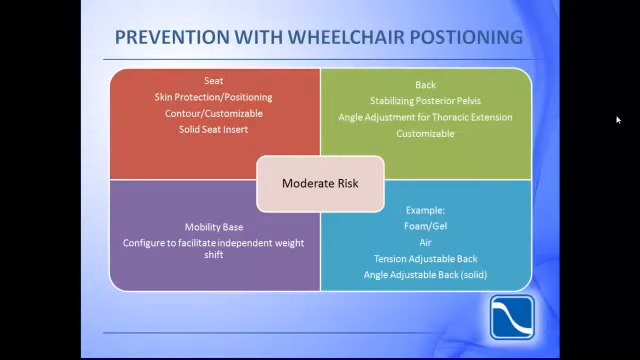 PREVENTION WITH WHEELCHAIR POSTIONING
Seat
Skin Protection/Positioning
Contour/Customizable
Solid Seat Insert
Back
Stabilizing Posterior Pelvis
Angle Adjustment for Thoracic Extension
Customizable
Moderate Risk
Mobility Base
Configure to facilitate independent weight
shift
Example:
Foam/Gel
Air
Tension Adjustable Back
Angle Adjustable Back (solid)